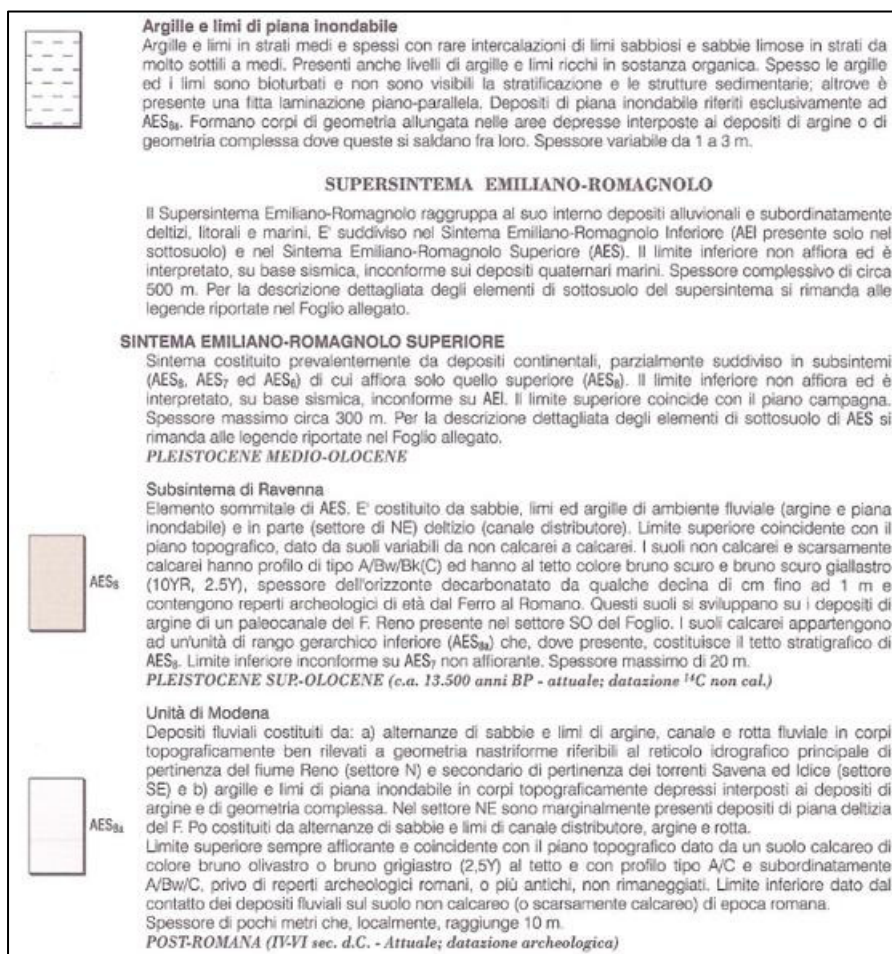 Argille e limi di piana inondabile
Argille e limi in strati medi e spessi con rare intercalazioni di limi sabbiosi e sabbie limose in strati da
molto sottili a medi. Presenti anche livelli di argille e limi ricchi in sostanza organica. Spesso le argille
ed i limi sono bioturbati e non sono visibili la stratificazione e le strutture sedimentarie; altrove è
presente una fitta laminazione piano-parallela. Depositi di piana inondabile riferiti esclusivamente ad
AES8a. Formano corpi di geometria allungata nelle aree depresse interposte ai depositi di argine o di
geometria complessa dove queste si saldano fra loro. Spessore variabile da 1 a 3 m.
SUPERSINTEMA EMILIANO-ROMAGNOLO
Il Supersintema Emiliano-Romagnolo raggruppa al suo interno depositi alluvionali e subordinatamente
deltizi, litorali e marini. E' suddiviso nel Sintema Emiliano-Romagnolo Inferiore (AEI presente solo nel
sottosuolo) e nel Sintema Emiliano-Romagnolo Superiore (AES). Il limite inferiore non affiora ed è
interpretato, su base sismica, inconforme sui depositi quaternari marini. Spessore complessivo di circa
500 m. Per la descrizione dettagliata degli elementi di sottosuolo del supersintema si rimanda alle
legende riportate nel Foglio allegato.
SINTEMA EMILIANO-ROMAGNOLO SUPERIORE
Sintema costituito prevalentemente da depositi continentali, parzialmente suddiviso in subsintemi
(AES8, AES7 ed AES6) di cui affiora solo quello superiore (AES8). Il limite inferiore non affiora ed è
interpretato, su base sismica, inconforme su AEI. Il limite superiore coincide con il piano campagna.
Spessore massimo circa 300 m. Per la descrizione dettagliata degli elementi di sottosuolo di AES si
rimanda alle legende riportate nel Foglio allegato.
PLEISTOCENE MEDIO-OLOCENE
Subsintema di Ravenna
Elemento sommitale di AES. E' costituito da sabbie, limi ed argille di ambiente fluviale (argine e piana
inondabile) e in parte (settore di NE) deltizio (canale distributore). Limite superiore coincidente con il
piano topografico, dato da suoli variabili da non calcarei a calcarei. I suoli non calcarei e scarsamente
calcarei hanno profilo di tipo A/Bw/Bk(C) ed hanno al tetto colore bruno scuro e bruno scuro giallastro
(10YR, 2.5Y), spessore dell'orizzonte decarbonatato da qualche decina di cm fino ad 1 m e
AES8
contengono reperti archeologici di età dal Ferro al Romano. Questi suoli si sviluppano su i depositi di
argine di un paleocanale del F. Reno presente nel settore SO del Foglio. I suoli calcarei appartengono
ad un'unità di rango gerarchico inferiore (AES8a) che, dove presente, costituisce il tetto stratigrafico di
AES8. Limite inferiore inconforme su AES7 non affiorante. Spessore massimo di 20 m.
PLEISTOCENE SUP.-OLOCENE (c.a. 13.500 anni BP - attuale; datazione 14C non cal.)
Unità di Modena
Depositi fluviali costituiti da: a) alternanze di sabbie e limi di argine, canale e rotta fluviale in corpi
topograficamente ben rilevati a geometria nastriforme riferibili al reticolo idrografico principale di
pertinenza del fiume Reno (settore N) e secondario di pertinenza dei torrenti Savena ed Idice (settore
SE) e b) argille e limi di piana inondabile in corpi topograficamente depressi interposti ai depositi di
AES8a
argine e di geometria complessa. Nel settore NE sono marginalmente presenti depositi di piana deltizia
del F. Po costituiti da alternanze di sabbie e limi di canale distributore, argine e rotta.
Limite superiore sempre affiorante e coincidente con il piano topografico dato da un suolo calcareo di
colore bruno olivastro o bruno grigiastro (2,5Y) al tetto e con profilo tipo A/C e subordinatamente
A/Bw/C, privo di reperti archeologici romani, o più antichi, non rimaneggiati. Limite inferiore dato dal
contatto dei depositi fluviali sul suolo non calcareo (o scarsamente calcareo) di epoca romana.
Spessore di pochi metri che, localmente, raggiunge 10 m.
POST-ROMANA (IV-VI sec. d.C. - Attuale; datazione archeologica)